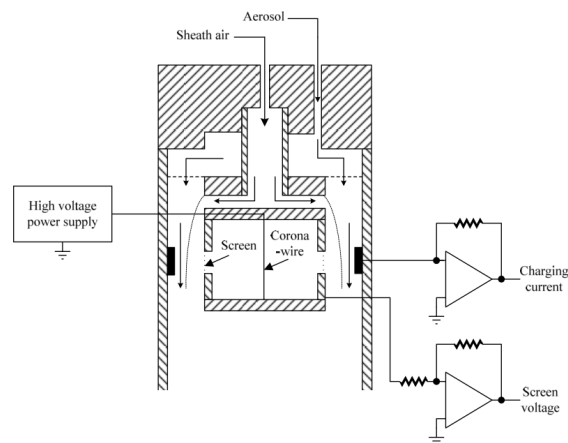 Aerosol
Sheath air
High voltage
power supply
Screen
Corona
-wire
Charging
current
Screen
voltage